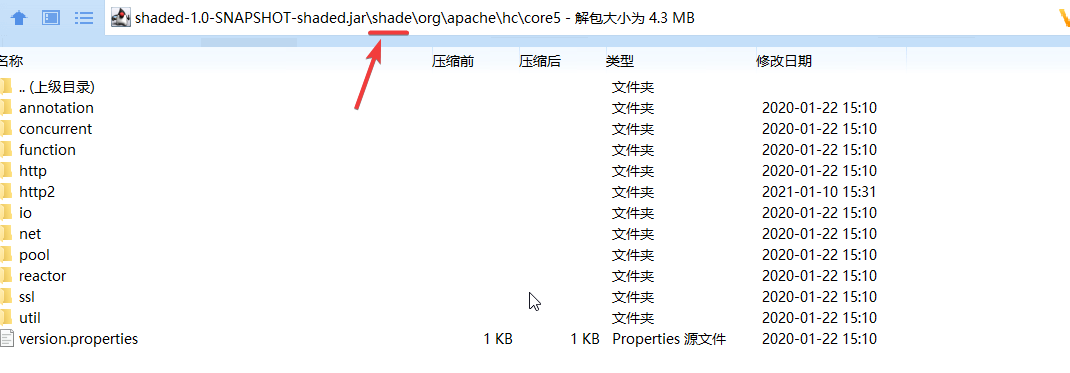 shaded-1.0-SNAPSHOT-shaded.jar\shade\org\apache\hc\core5 - 解包大小为 4.3 MB
名称 压缩前 压缩后 类型 修改日期
.. (上级目录) 文件夹
annotation 文件夹 2020-01-22 15:10
concurrent 文件夹 2020-01-22 15:10
function 文件夹 2020-01-22 15:10
http 文件夹 2020-01-22 15:10
http2 文件夹 2021-01-10 15:31
io 文件夹 2020-01-22 15:10
net 文件夹 2020-01-22 15:10
pool 文件夹 2020-01-22 15:10
reactor 文件夹 2020-01-22 15:10
ssl 文件夹 2020-01-22 15:10
util 文件夹 2020-01-22 15:10
version.properties 1 KB 1 KB Properties 源文件 2020-01-22 15:10